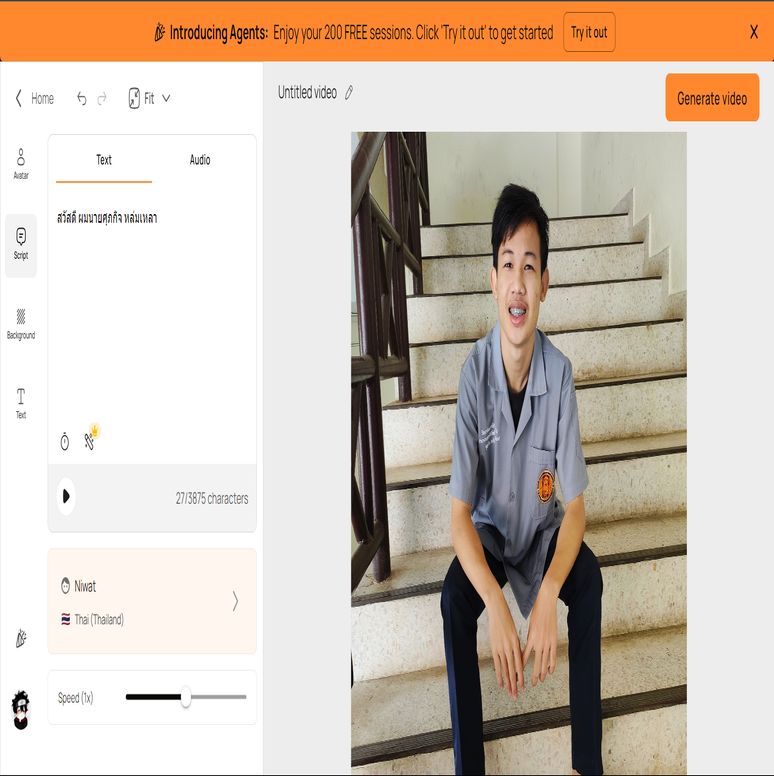 Introducing Agents: Enjoy your 200 FREE sessions. Click 'Try it out' to get started
Try it out
Home
Fit
Untitled video
Generate video
Avatar
Script
Background
Text
Text
Audio
สวัสดี ผมนายศุภกิจ หล่มเหลา
27/3875 characters
Niwat
Thai (Thailand)
Speed (1x)